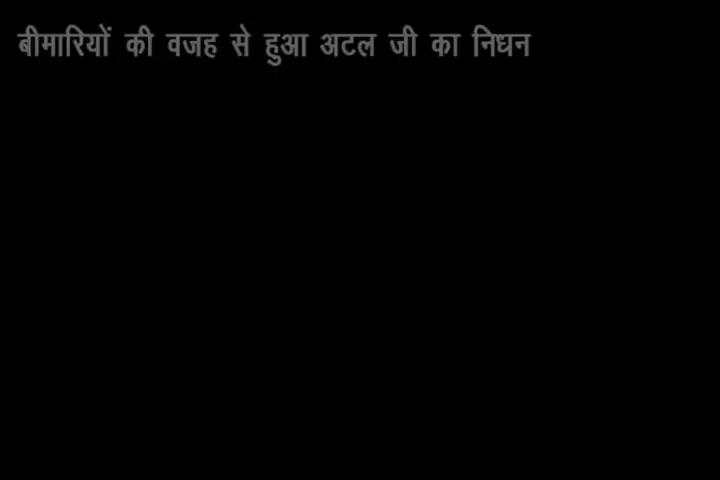 बीमारियों की वजह से हुआ अटल जी का निधन